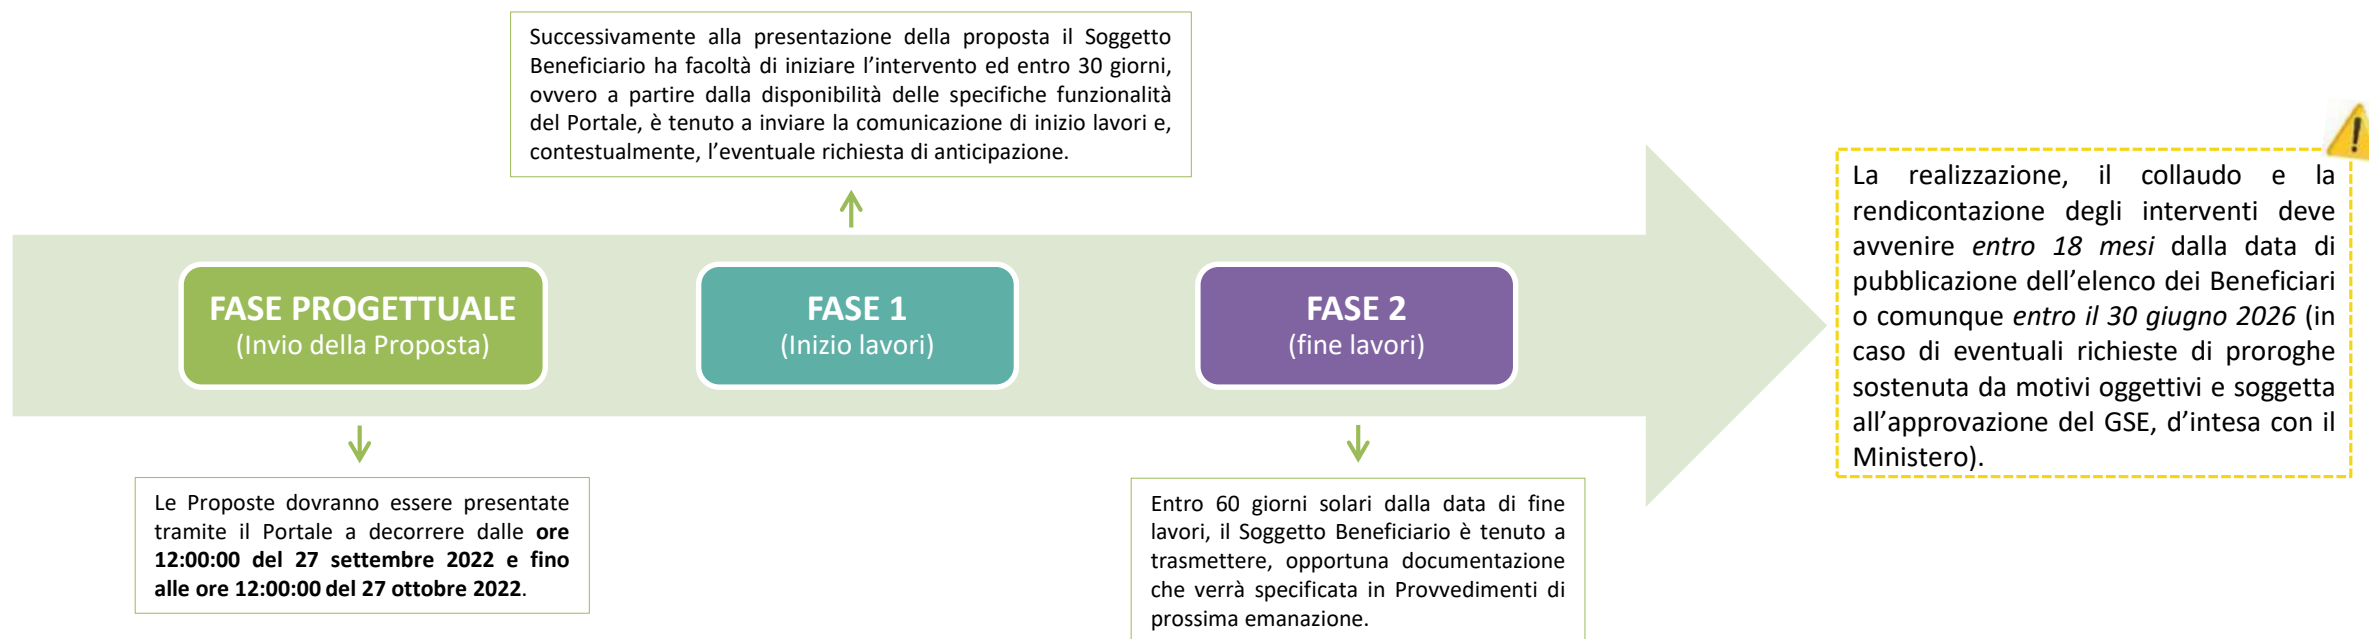 Successivamente alla presentazione della proposta il Soggetto
Beneficiario ha facoltà di iniziare l’intervento ed entro 30 giorni,
ovvero a partire dalla disponibilità delle specifiche funzionalità
del Portale, è tenuto a inviare la comunicazione di inizio lavori e,
contestualmente, l’eventuale richiesta di anticipazione.
FASE PROGETTUALE
(Invio della Proposta)
FASE 1
(Inizio lavori)
FASE 2
(fine lavori)
Le Proposte dovranno essere presentate
tramite il Portale a decorrere dalle ore
12:00:00 del 27 settembre 2022 e fino
alle ore 12:00:00 del 27 ottobre 2022.
Entro 60 giorni solari dalla data di fine
lavori, il Soggetto Beneficiario è tenuto a
trasmettere, opportuna documentazione
che verrà specificata in Provvedimenti di
prossima emanazione.
La realizzazione, il collaudo e la
rendicontazione degli interventi deve
avvenire entro 18 mesi dalla data di
pubblicazione dell’elenco dei Beneficiari
o comunque entro il 30 giugno 2026 (in
caso di eventuali richieste di proroghe
sostenuta da motivi oggettivi e soggetta
all’approvazione del GSE, d’intesa con il
Ministero).